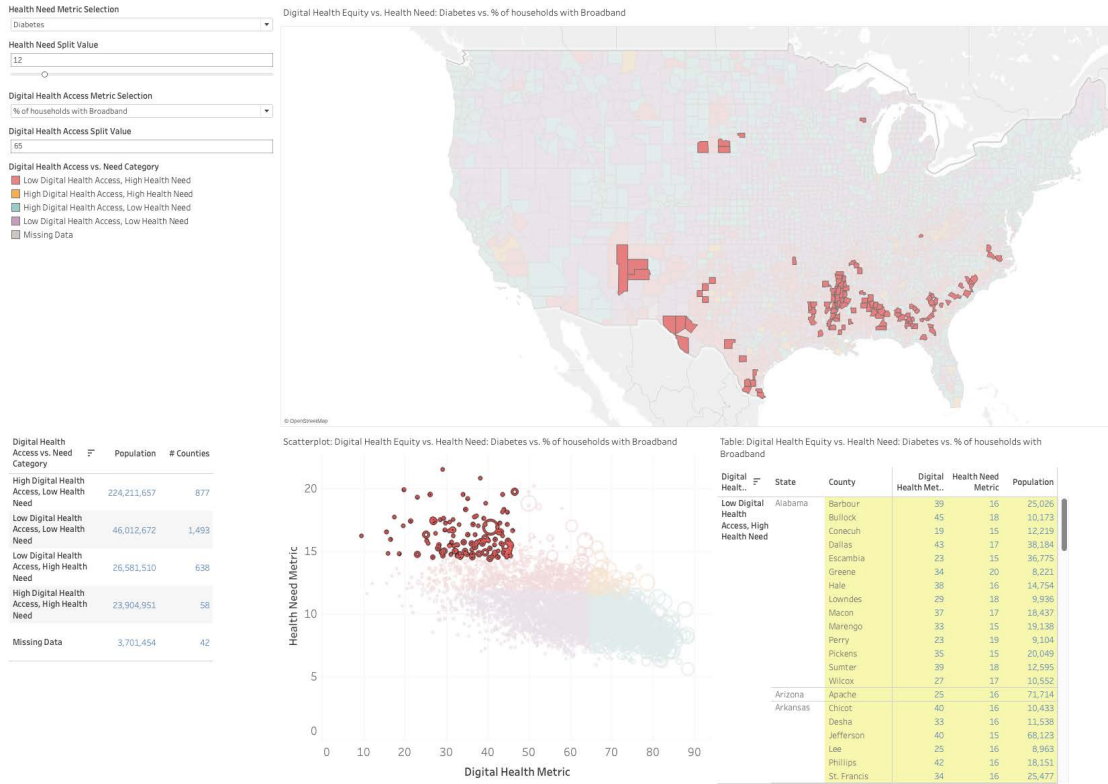 Health Need Metric Selection
Diabetes
Health Need Split Value
12
Digital Health Access Metric Selection
% of households with Broadband
Digital Health Access Split Value
65
Digital Health Access vs. Need Category
Low Digital Health Access, High Health Need
High Digital Health Access, High Health Need
High Digital Health Access, Low Health Need
Low Digital Health Access, Low Health Need
Missing Data
Digital Health Equity vs. Health Need: Diabetes vs. % of households with Broadband
© OpenStreetMap
Digital Health
Access vs. Need
Category
Population # Counties
High Digital Health
Access, Low Health
Need
224,211,657 877
Low Digital Health
Access, Low Health
Need
46,012,672 1,493
Low Digital Health
Access, High Health
Need
26,581,510 638
High Digital Health
Access, High Health
Need
23,904,951 58
Missing Data 3,701,454 42
Scatterplot: Digital Health Equity vs. Health Need: Diabetes vs. % of households with Broadband
Health Need Metric
20
15
10
5
0
0 10 20 30 40 50 60 70 80 90
Digital Health Metric
Table: Digital Health Equity vs. Health Need: Diabetes vs. % of households with
Broadband
Digital
Healt..
State County
Digital
Health Met..
Health Need
Metric
Population
Low Digital
Health
Access, High
Health Need
Alabama Barbour 39 16 25,026
Bullock 45 18 10,173
Conecuh 19 15 12,219
Dallas 43 17 38,184
Escambia 23 15 36,775
Greene 34 20 8,221
Hale 38 16 14,754
Lowndes 29 18 9,936
Macon 37 17 18,437
Marengo 33 15 19,138
Perry 23 19 9,104
Pickens 35 15 20,049
Sumter 39 18 12,595
Wilcox 27 17 10,552
Arizona Apache 25 16 71,714
Arkansas Chicot 40 16 10,433
Desha 33 16 11,538
Jefferson 40 15 68,123
Lee 25 16 8,963
Phillips 42 16 18,151
St. Francis 34 16 25,477